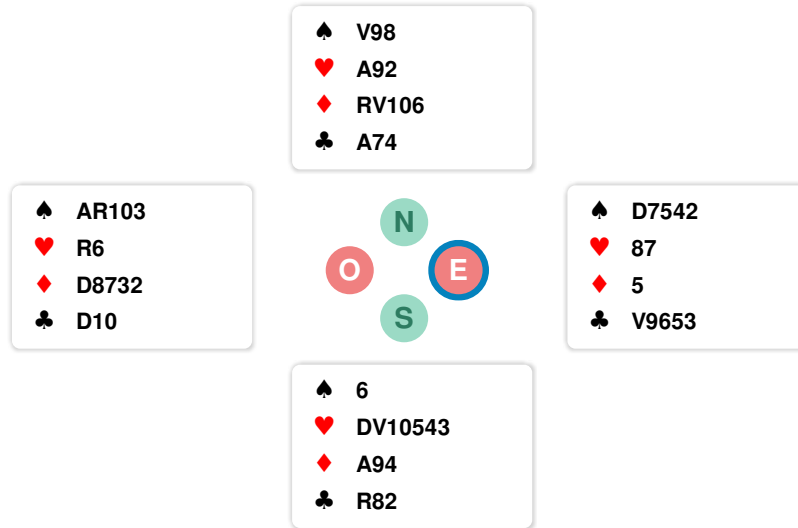 ♠ V98
♥ A92
♦ RV106
♣ A74
♠ AR103
♥ R6
♦ D8732
♣ D10
N
O
E
S
♠ D7542
♥ 87
♦ 5
♣ V9653
♠ 6
♥ DV10543
♦ A94
♣ R82